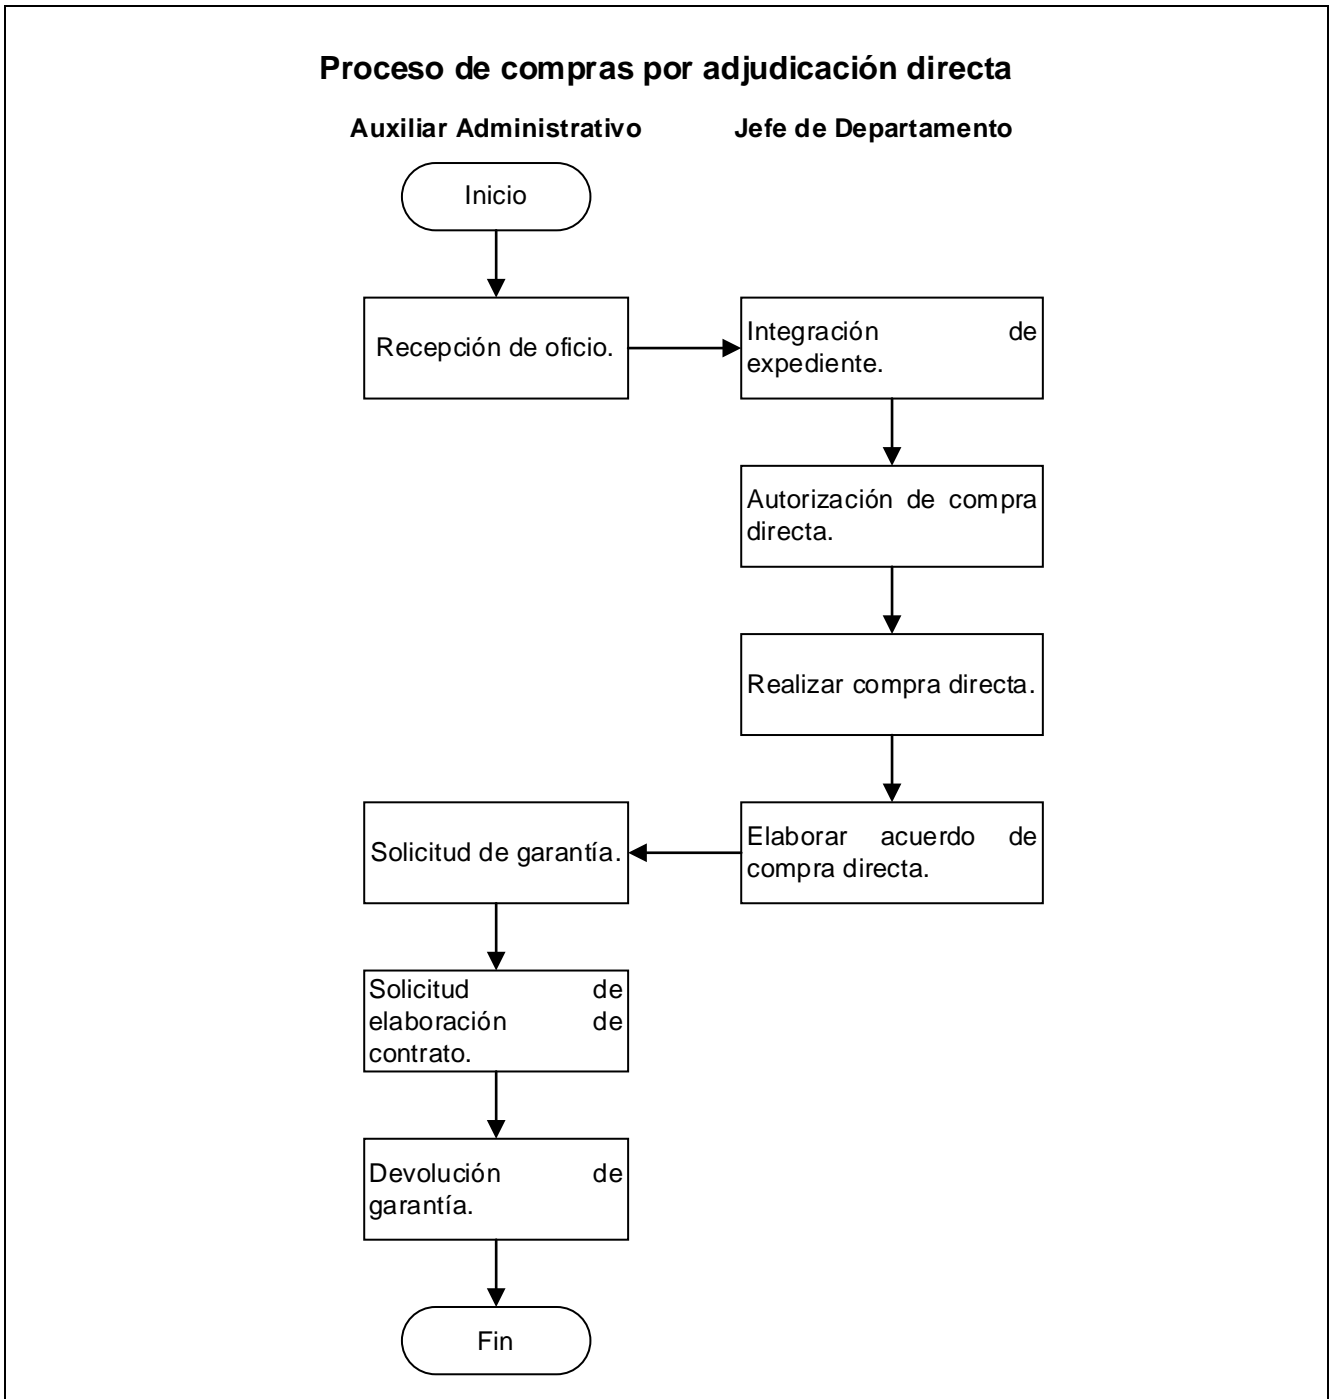 Proceso de compras por adjudicación directa
Auxiliar Administrativo
Jefe de Departamento
Inicio
Recepción de oficio.
Integración de
expediente.
Autorización de compra
directa.
Realizar compra directa.
Elaborar acuerdo de
compra directa.
Solicitud de garantía.
Solicitud de
elaboración de
contrato.
Devolución de
garantía.
Fin